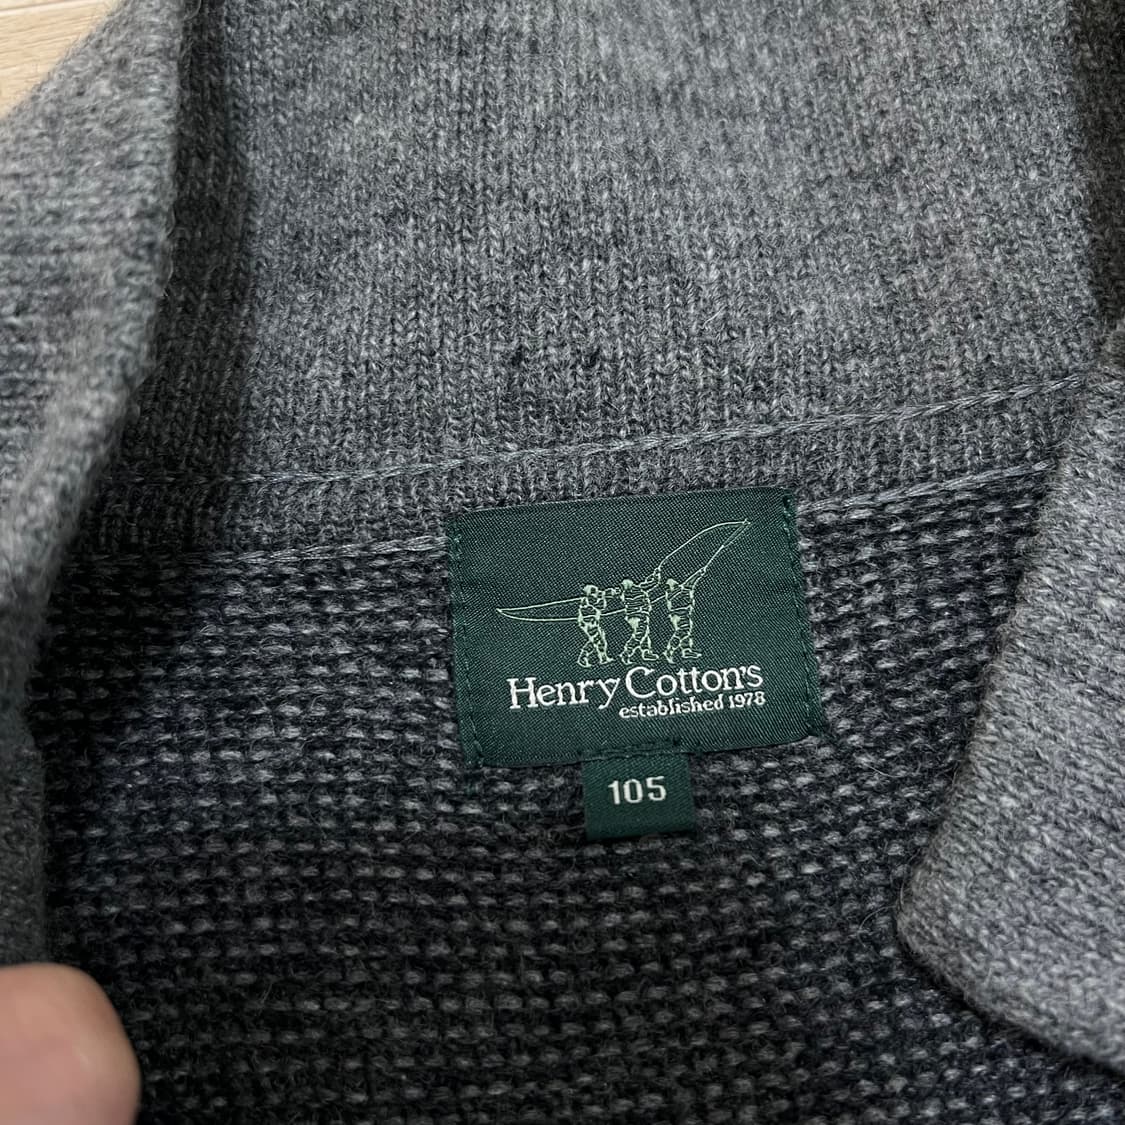 Henry Cotton's
established 1978
105